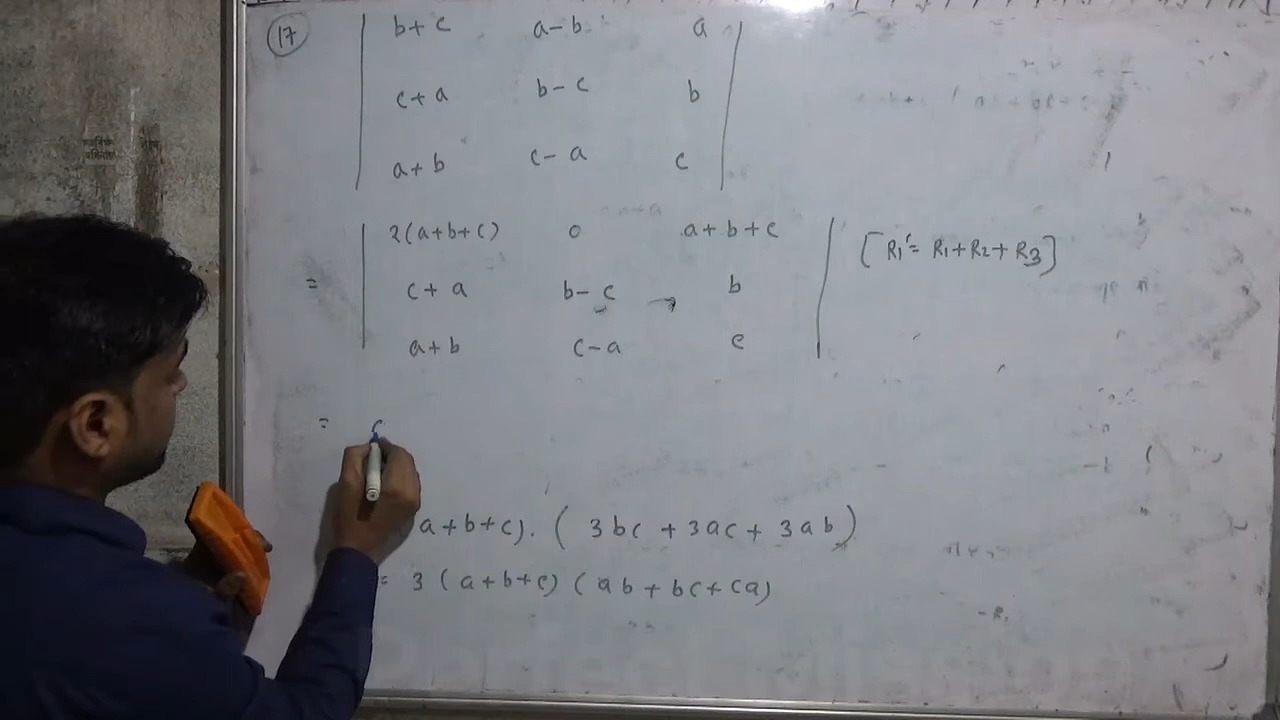 17
b+c a-b a
c+a b-c b
a+b c-a c
2(a+b+c) 0 a+b+c [R₁'= R₁+R₂+R₃]
= c+a b-c → b
a+b c-a c
= (
a+b+c).(3bc+3ac+3ab)
= 3(a+b+c)(ab+bc+ca)